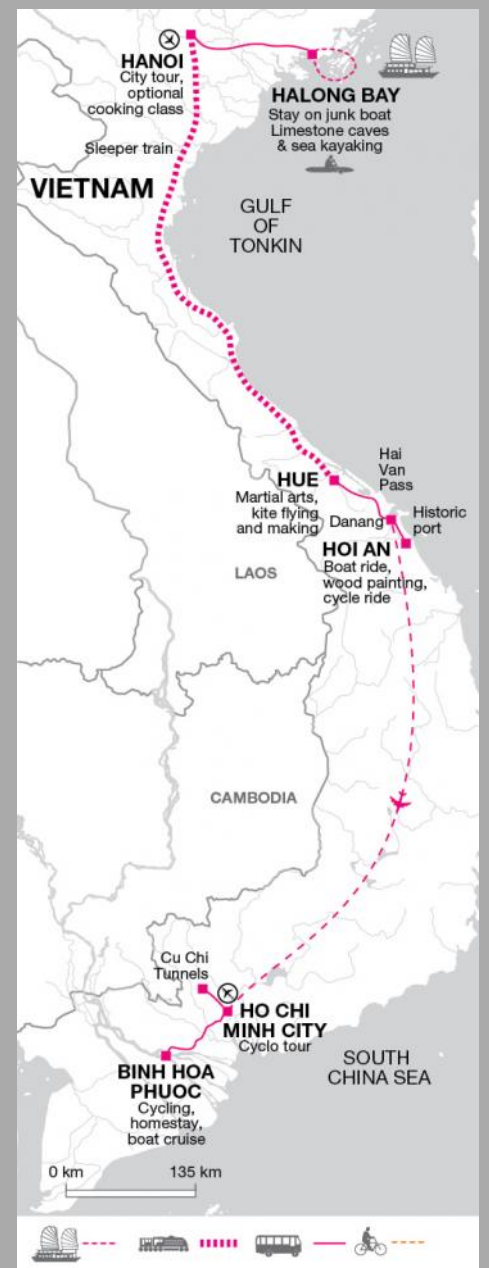 HANOI
City tour,
optional
cooking class
HALONG BAY
Stay on junk boat
Limestone caves
& sea kayaking
Sleeper train
VIETNAM
GULF
OF
TONKIN
Hai
Van
Pass
HUE
Martial arts,
kite flying
and making
Danang
Historic
port
HOI AN
Boat ride,
wood painting,
cycle ride
LAOS
CAMBODIA
Cu Chi
Tunnels
HO CHI
MINH CITY
Cyclo tour
SOUTH
CHINA SEA
BINH HOA
PHUOC
Cycling,
homestay,
boat cruise
0 km 135 km